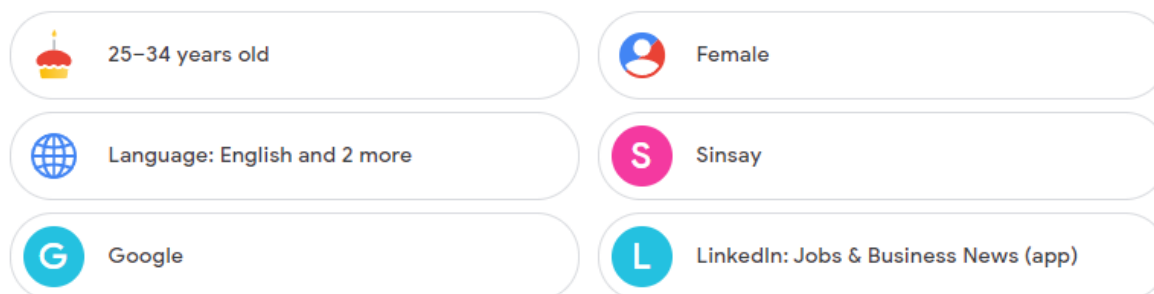 25–34 years old
Female
Language: English and 2 more
S
Sinsay
G
Google
L
LinkedIn: Jobs & Business News (app)